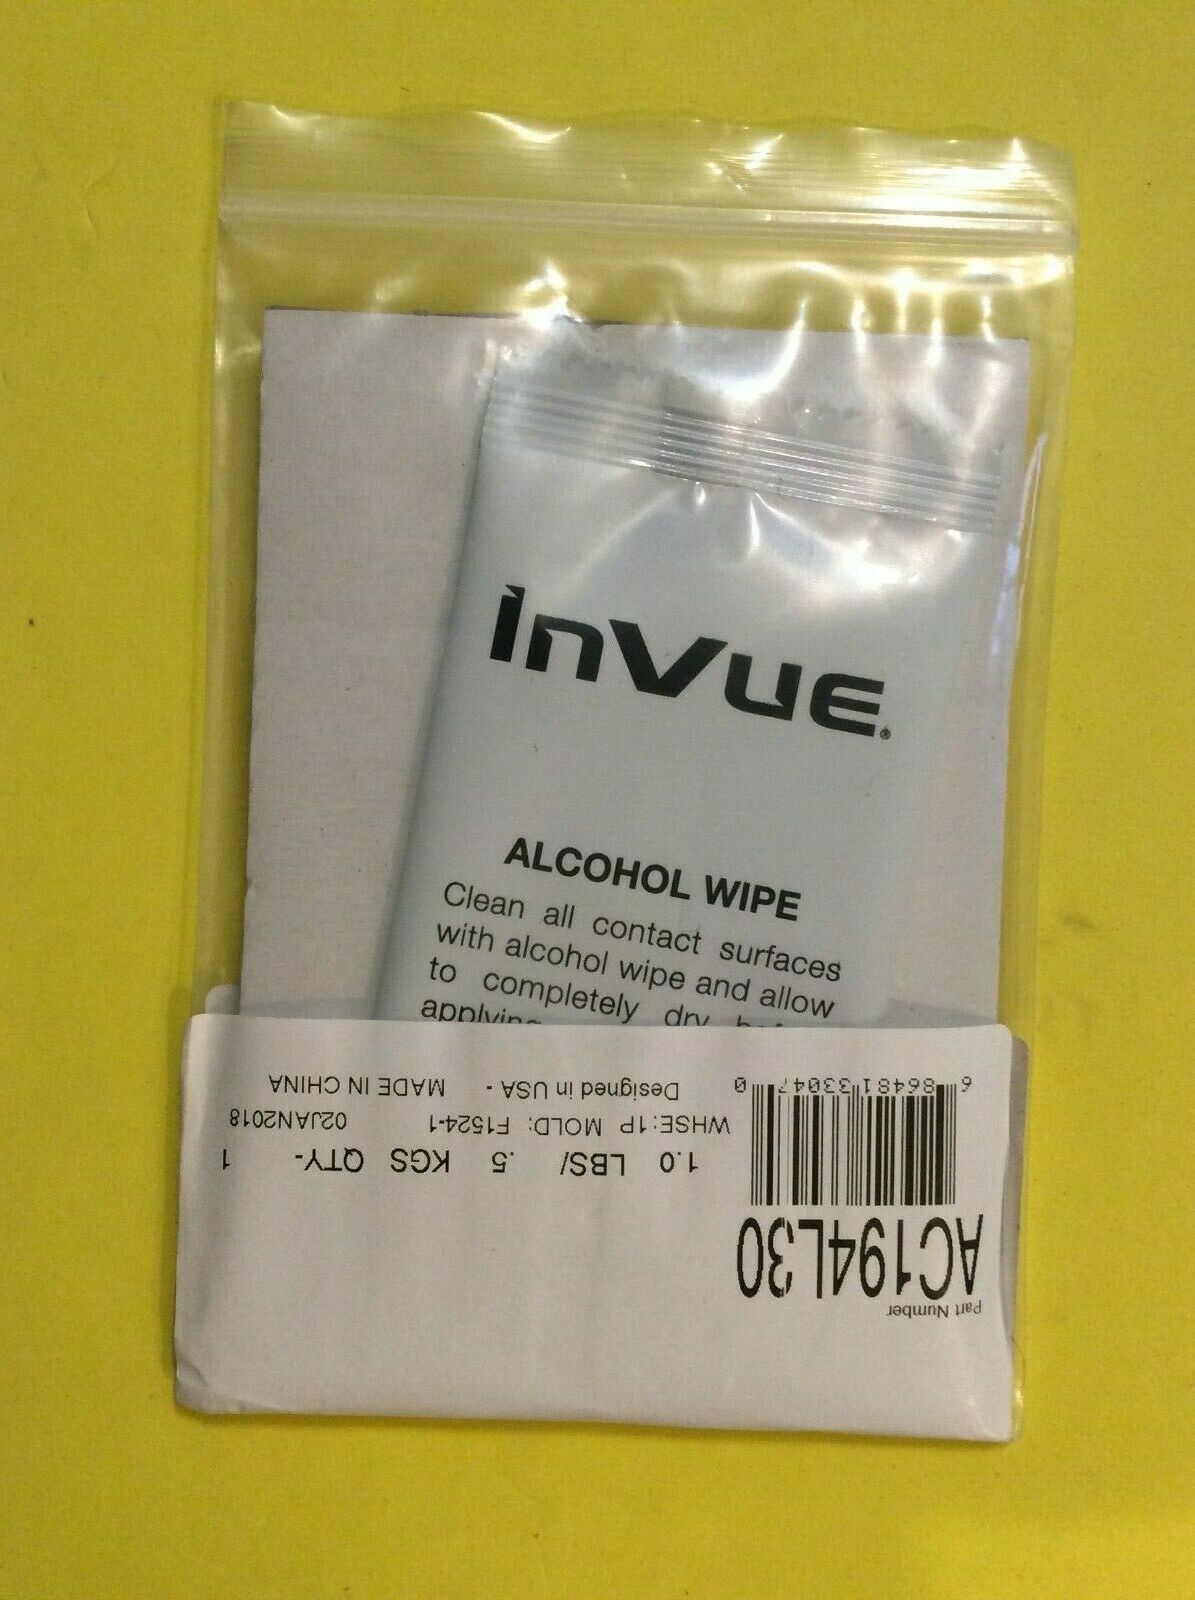 inVue®
ALCOHOL WIPE
Clean all contact surfaces
with alcohol wipe and allow
to completely dry
applying
Part Number
AC194L30
1.0 LBS/ .5 KGS QTY- 1
WHSE:1P MOLD: F1524-1 02JAN2018
Designed in USA - MADE IN CHINA
6 86481 33047 0